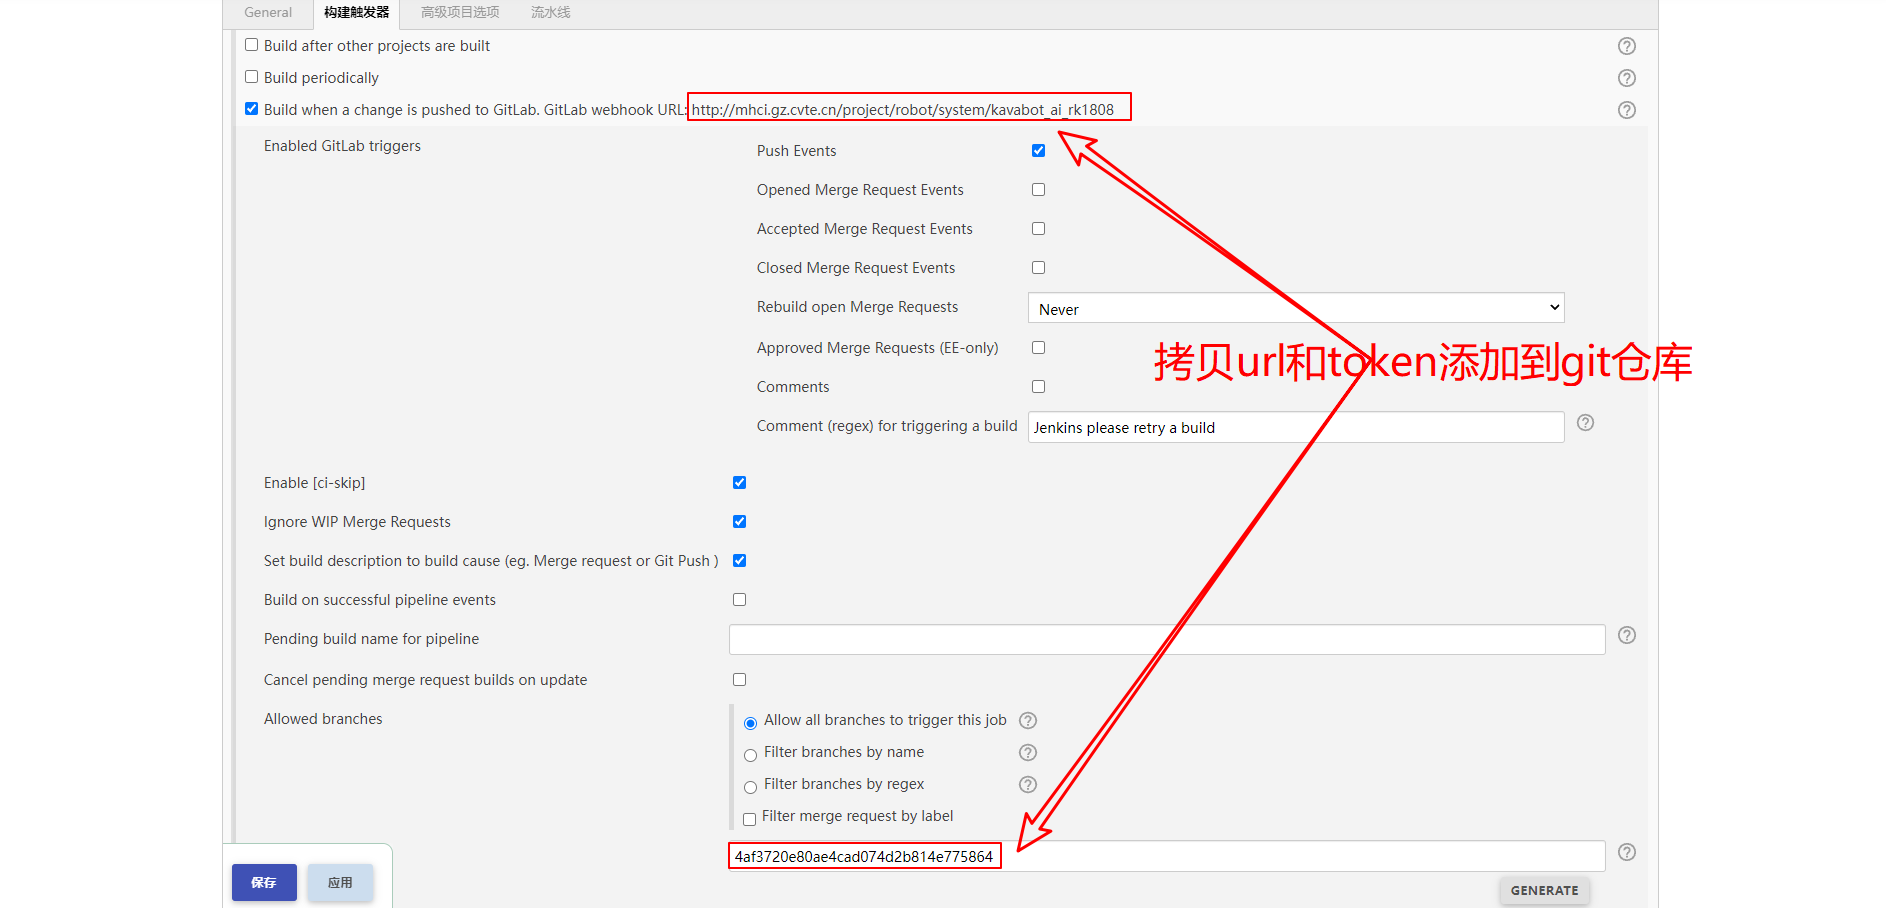 General 构建触发器 高级项目选项 流水线
Build after other projects are built
Build periodically
Build when a change is pushed to GitLab. GitLab webhook URL: http://mhci.gz.cvte.cn/project/robot/system/kavabot_ai_rk1808
Enabled GitLab triggers
Push Events
Opened Merge Request Events
Accepted Merge Request Events
Closed Merge Request Events
Rebuild open Merge Requests Never
Approved Merge Requests (EE-only)
拷贝url和token添加到git仓库
Comments
Comment (regex) for triggering a build Jenkins please retry a build
Enable [ci-skip]
Ignore WIP Merge Requests
Set build description to build cause (eg. Merge request or Git Push )
Build on successful pipeline events
Pending build name for pipeline
Cancel pending merge request builds on update
Allowed branches
Allow all branches to trigger this job
Filter branches by name
Filter branches by regex
Filter merge request by label
4af3720e80ae4cad074d2b814e775864
保存 应用
GENERATE